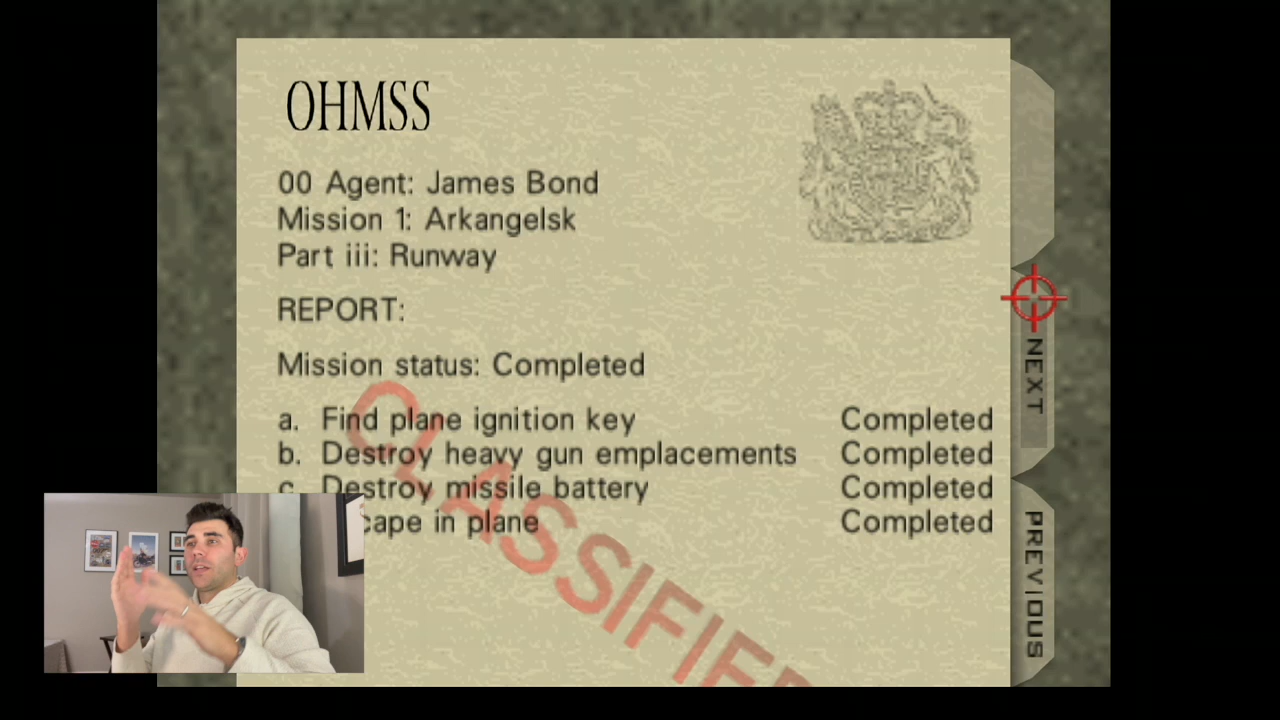 OHMSS
00 Agent: James Bond
Mission 1: Arkangelsk
Part iii: Runway
REPORT:
Mission status: Completed
a. Find plane ignition key Completed
b. Destroy heavy gun emplacements Completed
c. Destroy missile battery Completed
cape in plane Completed
CLASSIFIED
NEXT
PREVIOUS